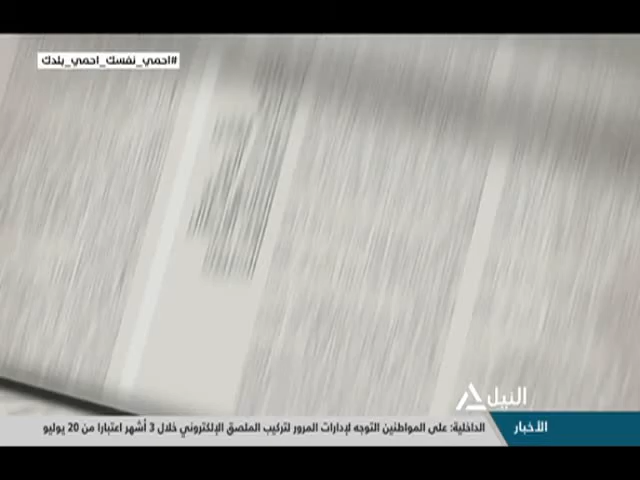 #احمي_نفسك_احمي_بلدك
النيل
الأخبار
الداخلية: على المواطنين التوجه لإدارات المرور لتركيب الملصق الإلكتروني خلال 3 أشهر اعتبارا من 20 يوليو